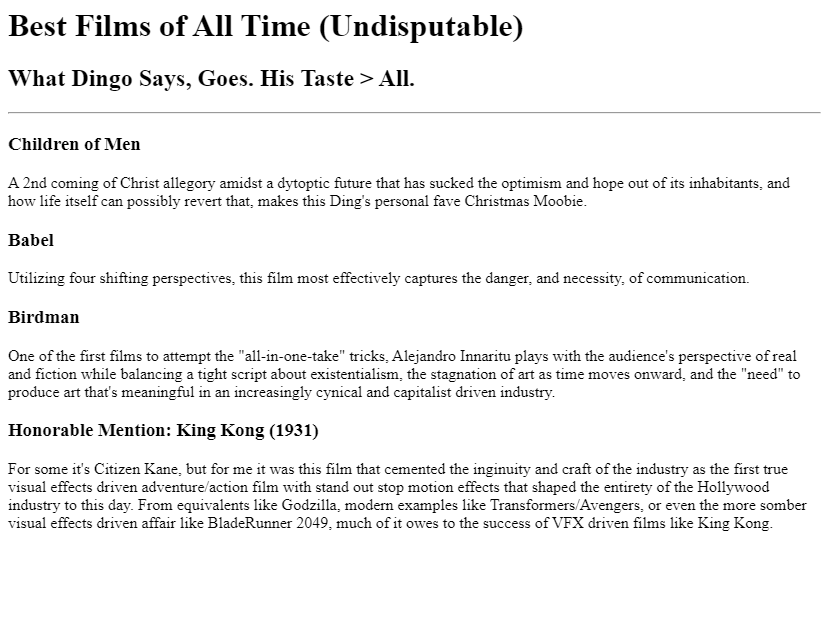 Best Films of All Time (Undisputable)
What Dingo Says, Goes. His Taste > All.
Children of Men
A 2nd coming of Christ allegory amidst a dytoptic future that has sucked the optimism and hope out of its inhabitants, and
how life itself can possibly revert that, makes this Ding's personal fave Christmas Moobie.
Babel
Utilizing four shifting perspectives, this film most effectively captures the danger, and necessity, of communication.
Birdman
One of the first films to attempt the "all-in-one-take" tricks, Alejandro Innaritu plays with the audience's perspective of real
and fiction while balancing a tight script about existentialism, the stagnation of art as time moves onward, and the "need" to
produce art that's meaningful in an increasingly cynical and capitalist driven industry.
Honorable Mention: King Kong (1931)
For some it's Citizen Kane, but for me it was this film that cemented the inginuity and craft of the industry as the first true
visual effects driven adventure/action film with stand out stop motion effects that shaped the entirety of the Hollywood
industry to this day. From equivalents like Godzilla, modern examples like Transformers/Avengers, or even the more somber
visual effects driven affair like BladeRunner 2049, much of it owes to the success of VFX driven films like King Kong.